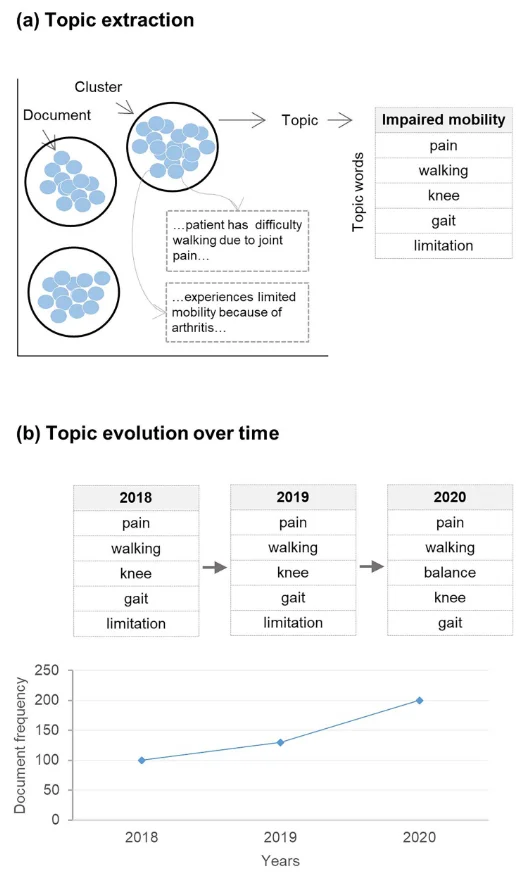 (a) Topic extraction
Cluster
Document
Topic
Topic words
Impaired mobility
pain
walking
knee
gait
limitation
…patient has difficulty
walking due to joint
pain…
…experiences limited
mobility because of
arthritis…
(b) Topic evolution over time
2018
pain
walking
knee
gait
limitation
2019
pain
walking
knee
gait
limitation
2020
pain
walking
balance
knee
gait
Document frequency
250
200
150
100
50
0
2018 2019 2020
Years